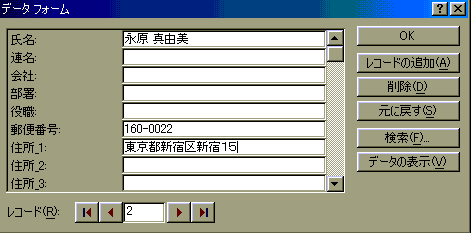 データ フォーム
氏名: 永原 真由美
連名:
会社:
部署:
役職:
郵便番号: 160-0022
住所_1: 東京都新宿区新宿15
住所_2:
住所_3:
レコード(R): 2
OK
レコードの追加(A)
削除(D)
元に戻す(S)
検索(F)...
データの表示(V)